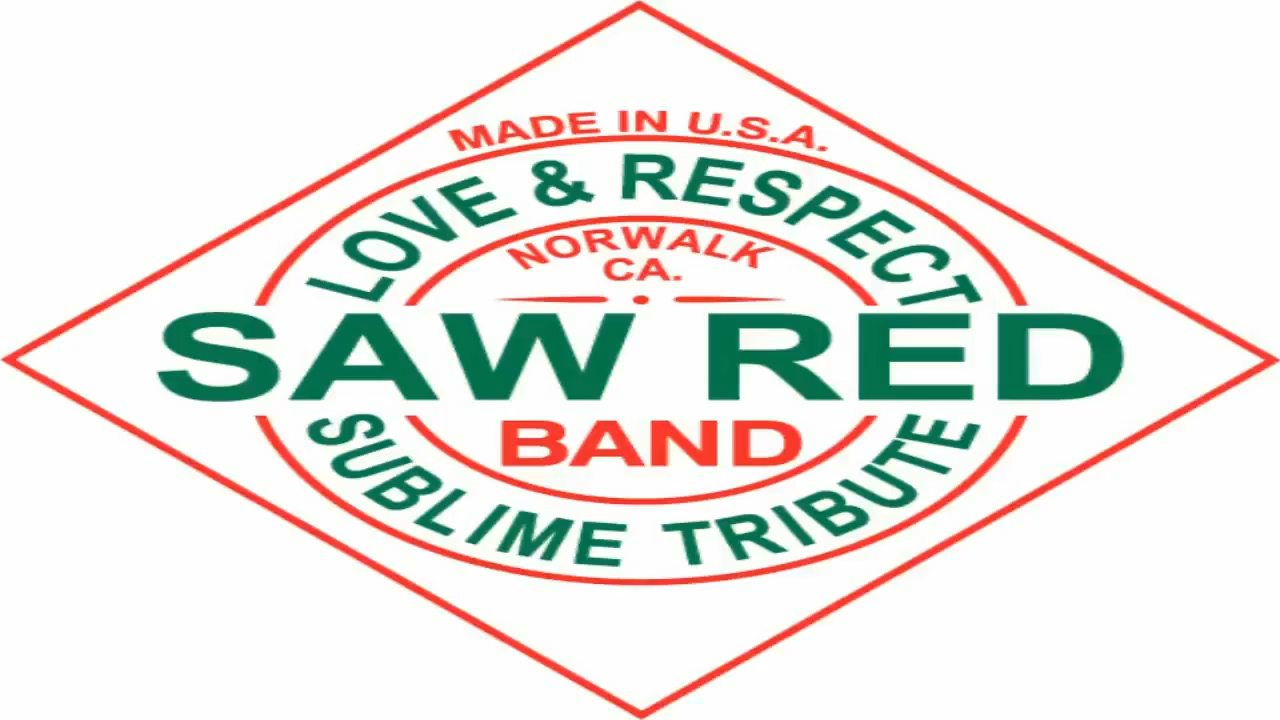 MADE IN U.S.A.
LOVE & RESPECT
NORWALK
CA.
SAW RED
BAND
SUBLIME TRIBUTE